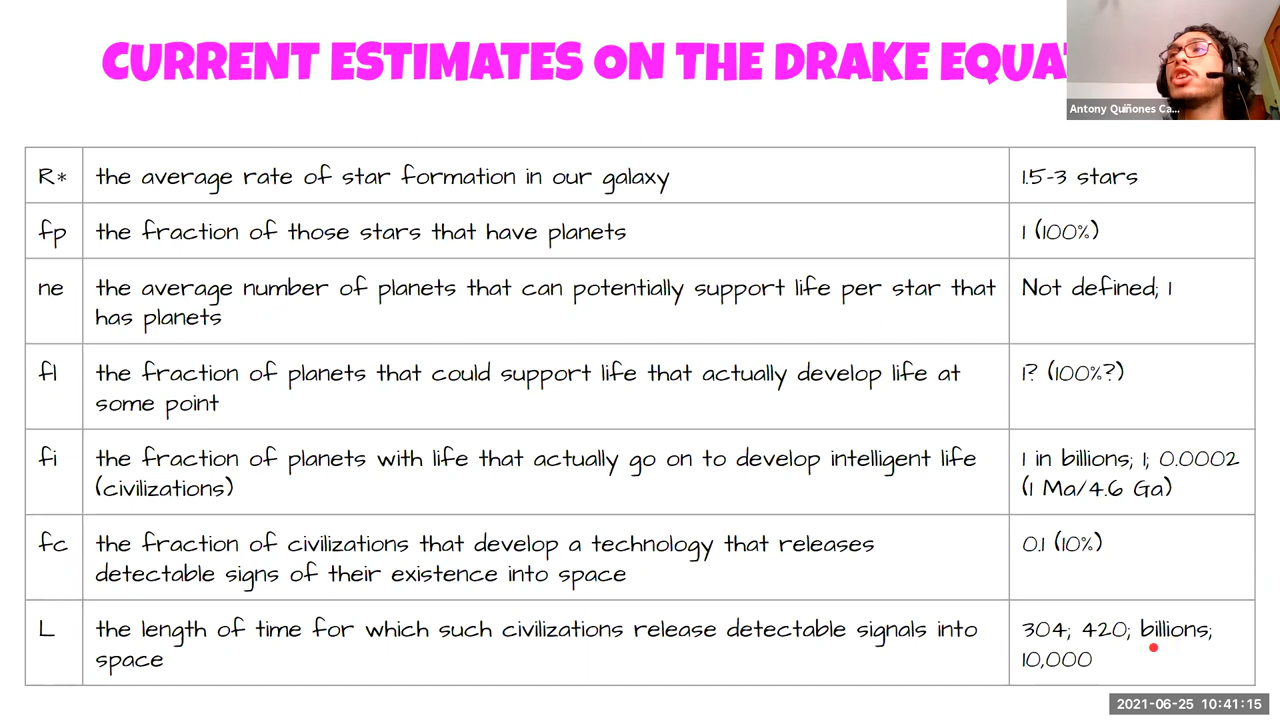 CURRENT ESTIMATES ON THE DRAKE
Antony Quiñones Ca...
R* the average rate of star formation in our galaxy 1.5-3 stars
fp the fraction of those stars that have planets 1 (100%)
ne the average number of planets that can potentially support life per star that Not defined; 1
has planets
fl the fraction of planets that could support life that actually develop life at 1? (100%?)
some point
fi the fraction of planets with life that actually go on to develop intelligent life 1 in billions; 1; 0.0002
(civilizations) (1 Ma/4.6 Ga)
fc the fraction of civilizations that develop a technology that releases 0.1 (10%)
detectable signs of their existence into space
L the length of time for which such civilizations release detectable signals into 304; 420; billions;
space 10,000
2021-06-25 10:41:15